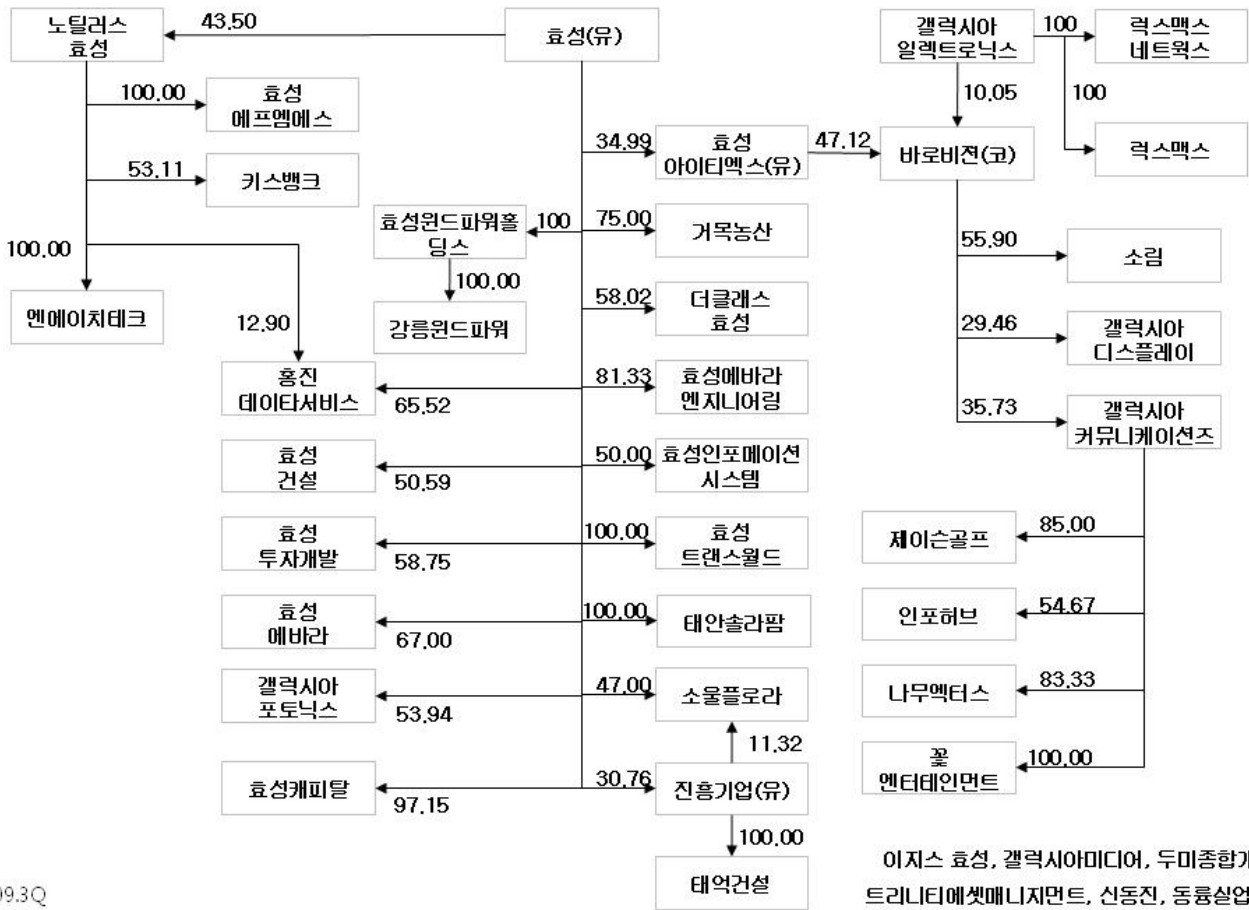 노틸러스
효성
43.50
효성(유)
갤럭시아
일렉트로닉스
100
럭스맥스
네트웍스
100.00
효성
에프엠에스
10.05
100
34.99
효성
아이티엑스(유)
47.12
바로비젼(코)
럭스맥스
53.11
키스뱅크
효성윈드파워홀
딩스
100
75.00
거목농산
100.00
55.90
소림
엔에이치테크
100.00
강릉윈드파워
58.02
더클래스
효성
12.90
29.46
갤럭시아
디스플레이
홍진
데이타서비스
65.52
81.33
효성에바라
엔지니어링
35.73
갤럭시아
커뮤니케이션즈
효성
건설
50.59
50.00
효성인포메이션
시스템
효성
투자개발
58.75
100.00
효성
트랜스월드
제이슨골프
85.00
효성
에바라
67.00
100.00
태안솔라팜
인포허브
54.67
갤럭시아
포토닉스
53.94
47.00
소울플로라
나무엑터스
83.33
11.32
꽃
엔터테인먼트
100.00
효성캐피탈
97.15
30.76
진흥기업(유)
100.00
태억건설
이지스 효성, 갤럭시아미디어, 두미종합개
트리니티에셋매니지먼트, 신동진, 동륭실업
09.3Q